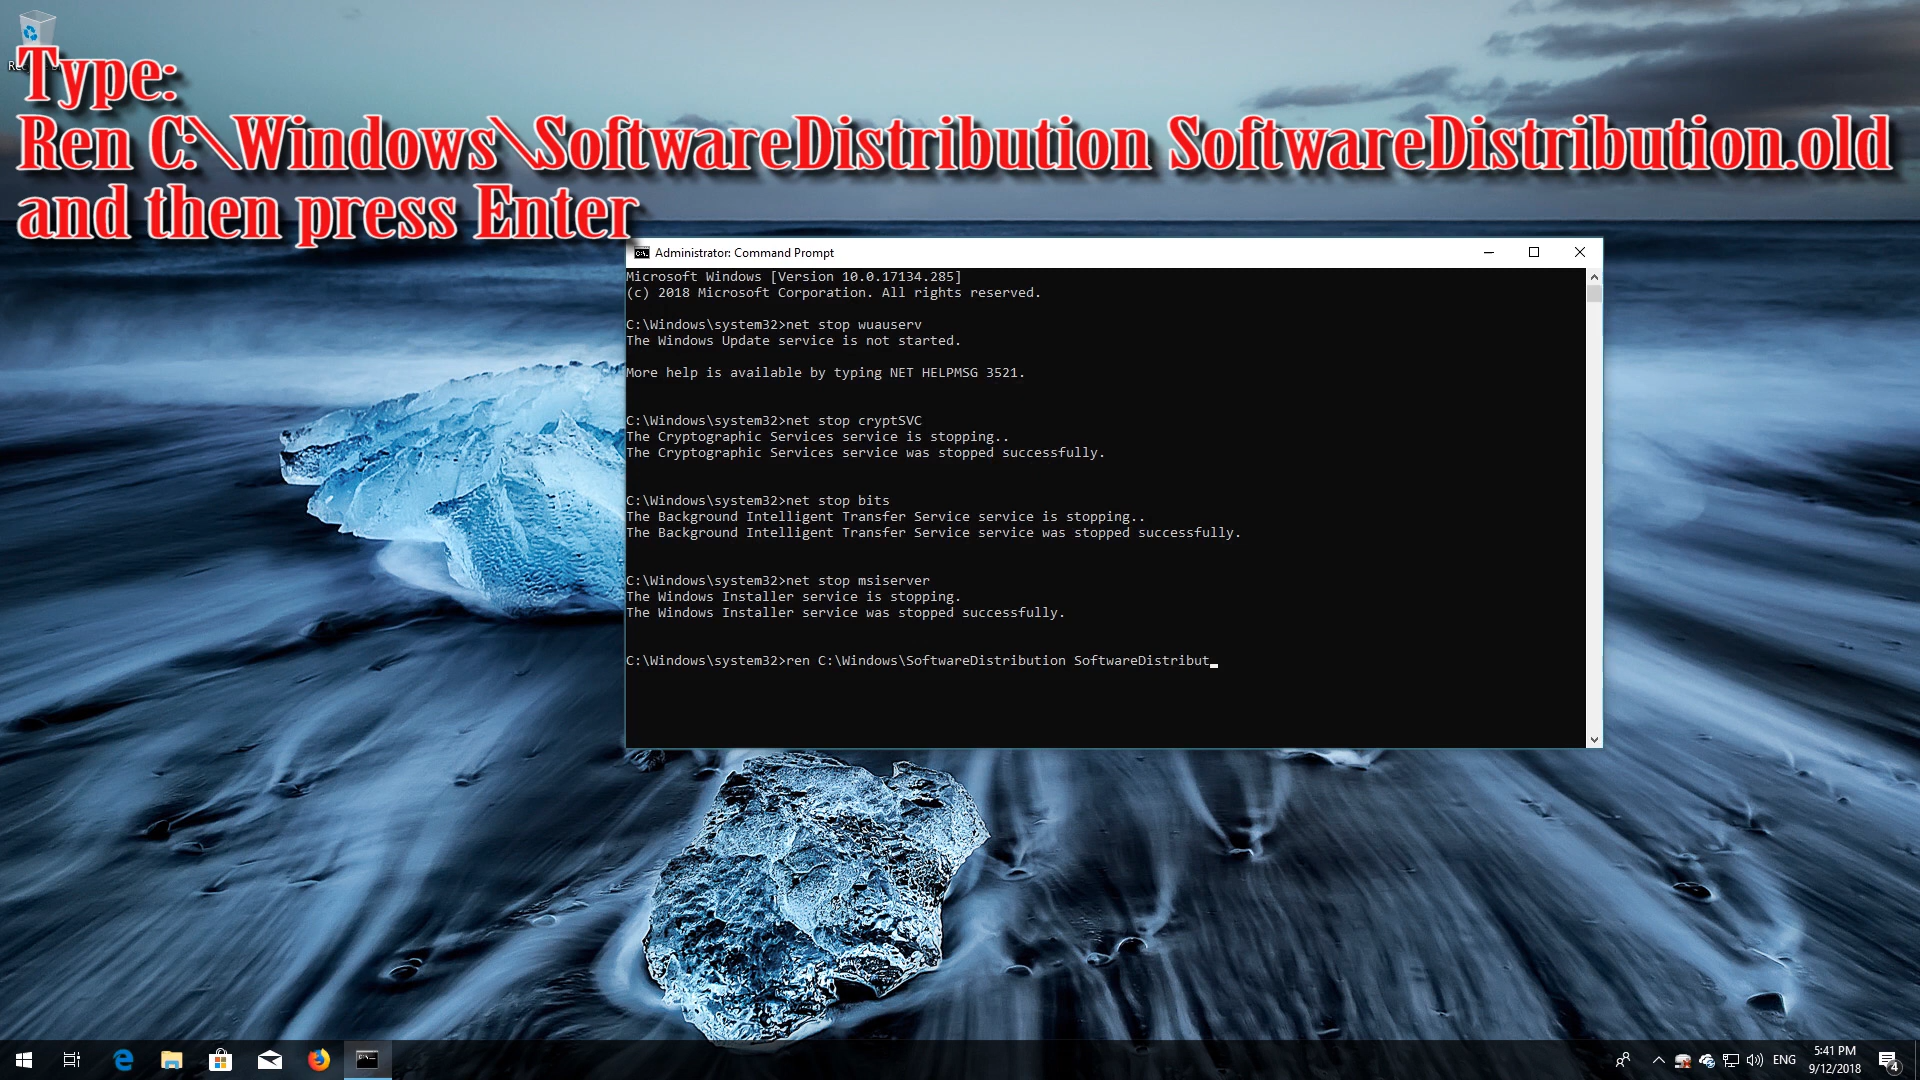 Type:
Ren C:\Windows\SoftwareDistribution SoftwareDistribution.old
and then press Enter
Administrator: Command Prompt
Microsoft Windows [Version 10.0.17134.285]
(c) 2018 Microsoft Corporation. All rights reserved.
C:\Windows\system32>net stop wuauserv
The Windows Update service is not started.
More help is available by typing NET HELPMSG 3521.
C:\Windows\system32>net stop cryptSVC
The Cryptographic Services service is stopping..
The Cryptographic Services service was stopped successfully.
C:\Windows\system32>net stop bits
The Background Intelligent Transfer Service service is stopping..
The Background Intelligent Transfer Service service was stopped successfully.
C:\Windows\system32>net stop msiserver
The Windows Installer service is stopping.
The Windows Installer service was stopped successfully.
C:\Windows\system32>ren C:\Windows\SoftwareDistribution SoftwareDistribut_
ENG
5:41 PM
9/12/2018
4